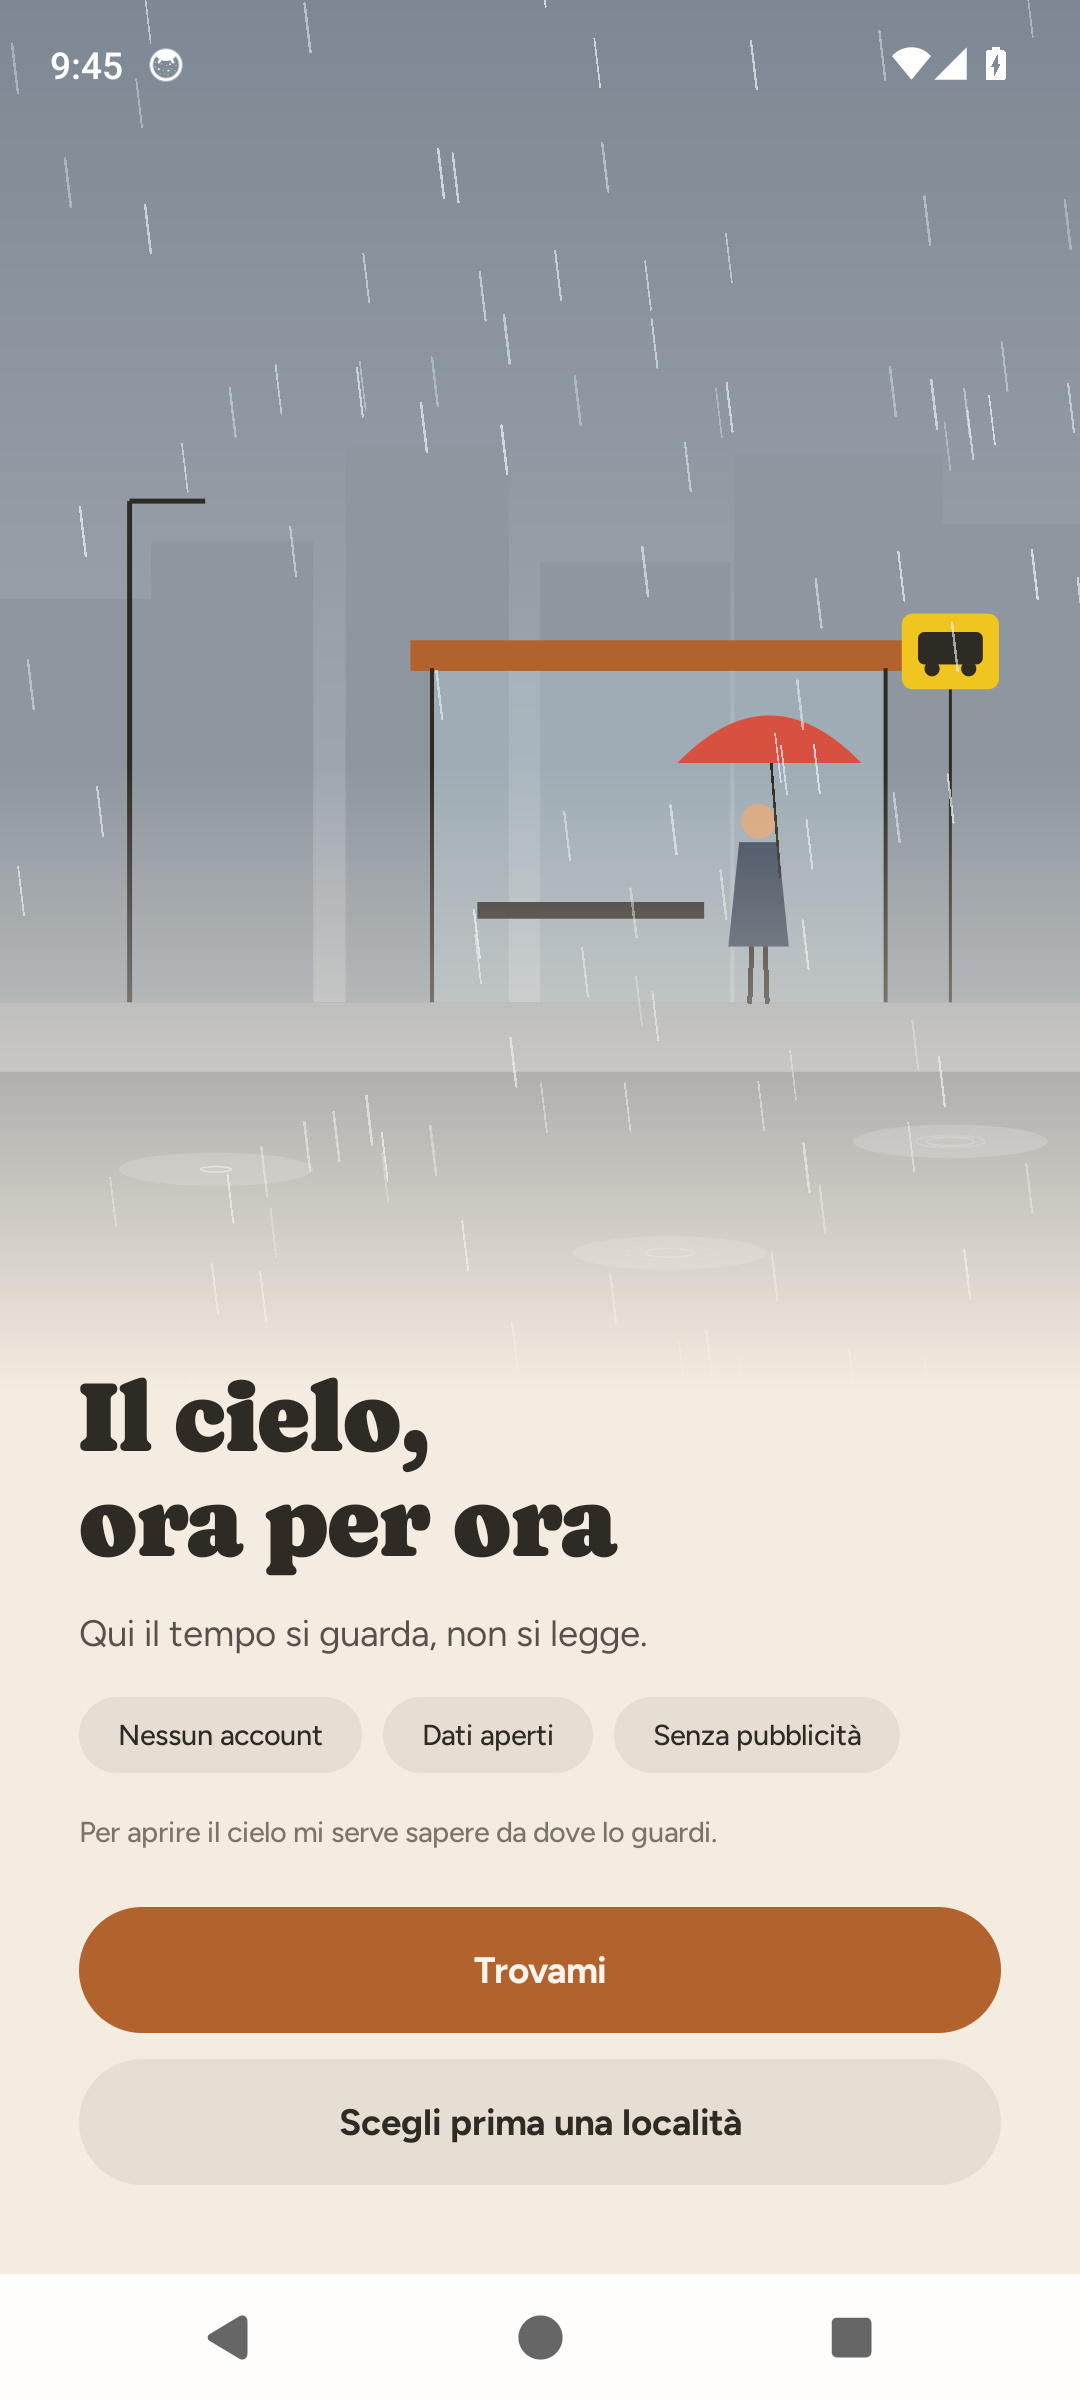 9:45
Il cielo,
ora per ora
Qui il tempo si guarda, non si legge.
Nessun account
Dati aperti
Senza pubblicità
Per aprire il cielo mi serve sapere da dove lo guardi.
Trovami
Scegli prima una località